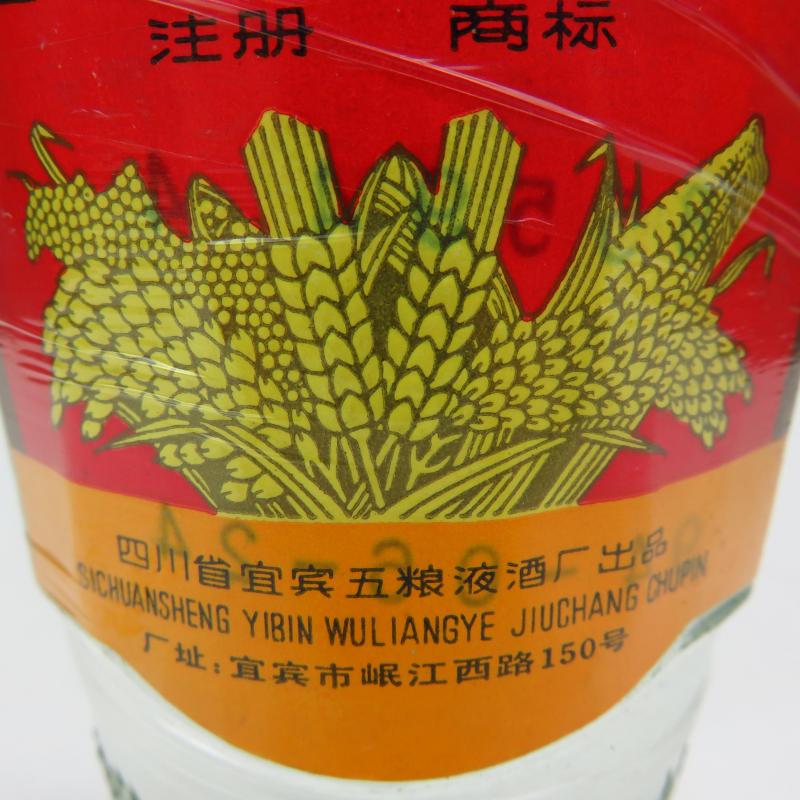 注册 商标
四川省宜宾五粮液酒厂出品
SICHUANSHENG YIBIN WULIANGYE JIUCHANG CHUPIN
厂址:宜宾市岷江西路150号